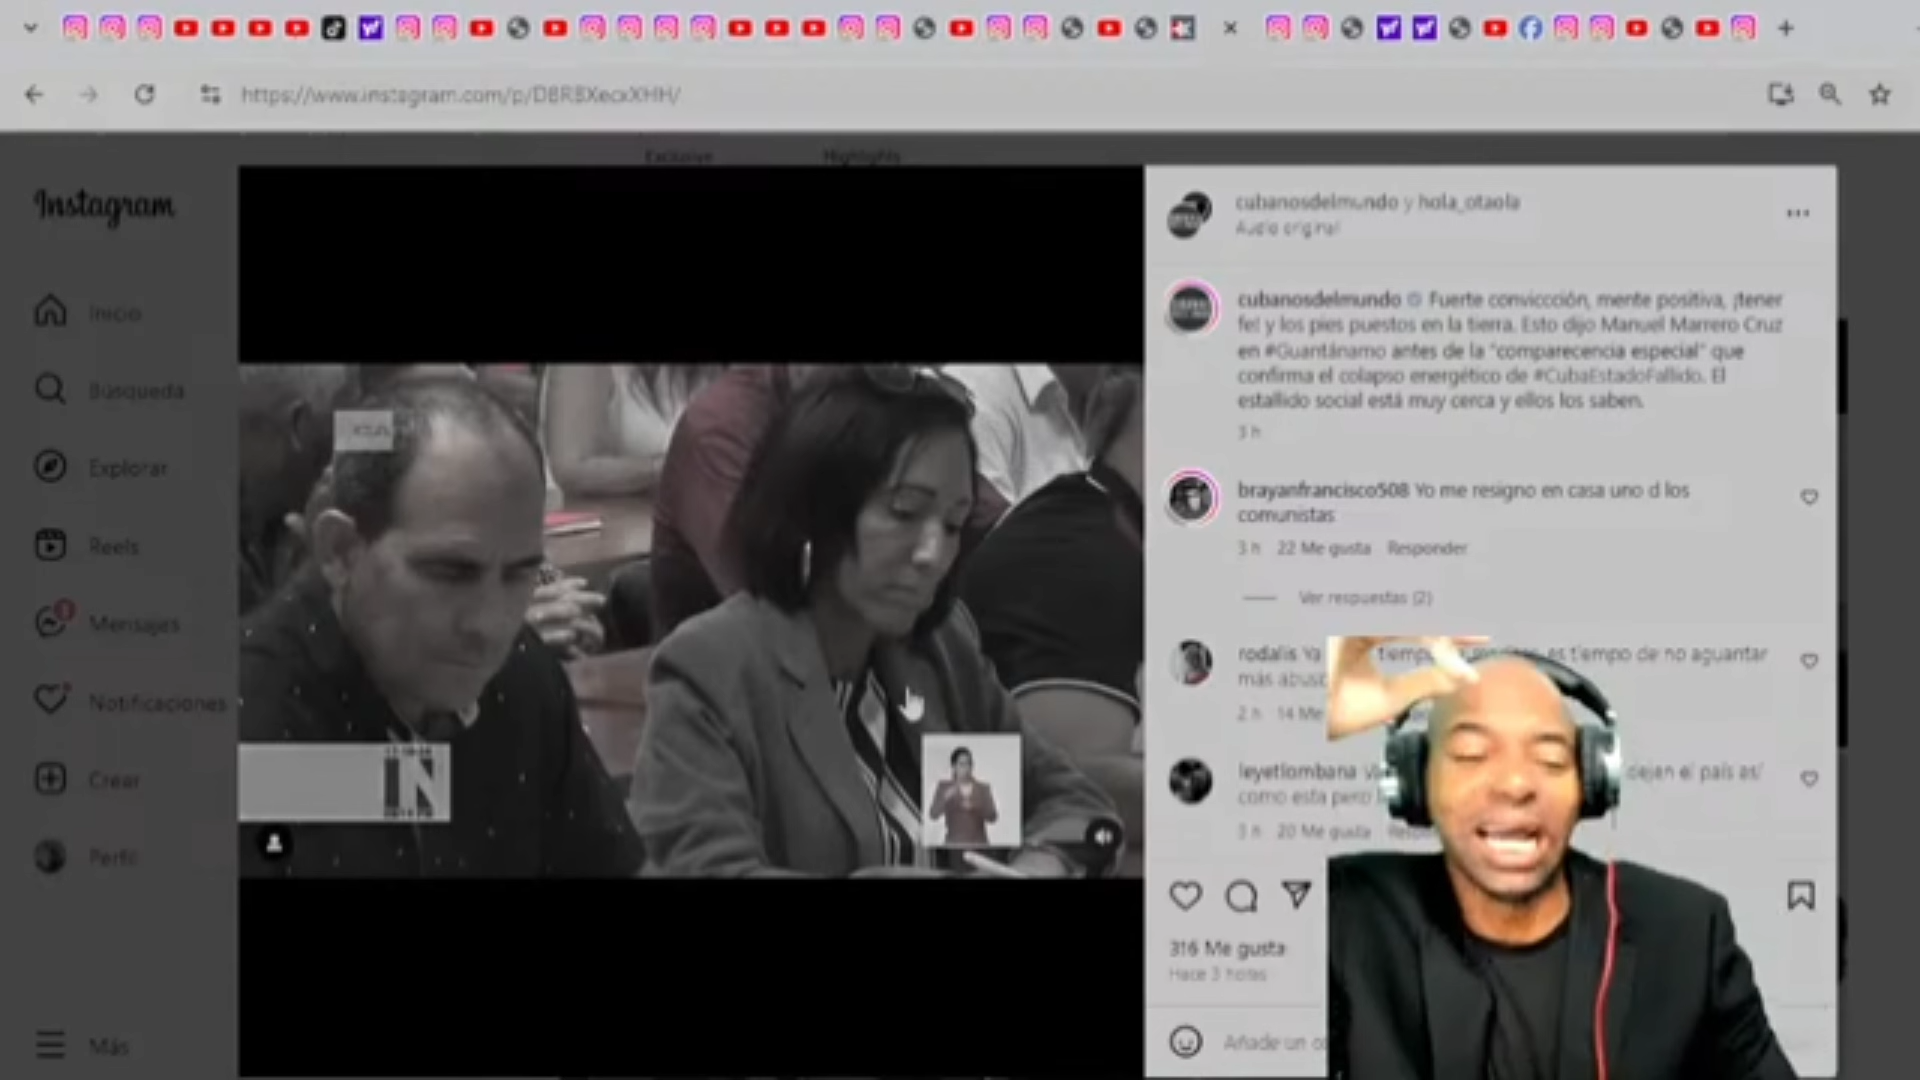 https://www.instagram.com/p/DBRBXecxXHH/
Exclusive
Highlights
Instagram
Inicio
Búsqueda
Explorar
Reels
Mensajes
Notificaciones
Crear
Perfil
Más
IN
cubanosdelmundo y hola_otaola
Audio original
cubanosdelmundo Fuerte conviccción, mente positiva, ¡tener
fe! y los pies puestos en la tierra. Esto dijo Manuel Marrero Cruz
en #Guantánamo antes de la "comparecencia especial" que
confirma el colapso energético de #CubaEstadoFallido. El
estallido social está muy cerca y ellos los saben.
3 h
brayanfrancisco508 Yo me resigno en casa uno d los
comunistas
3 h 22 Me gusta Responder
Ver respuestas (2)
rodalis Ya tiempo es tiempo de no aguantar
más
2 h 14 Me
leyetlombana dejen el país así
como esta pero
3 h 20 Me gusta
316 Me gusta
Hace 3 horas
Añade un